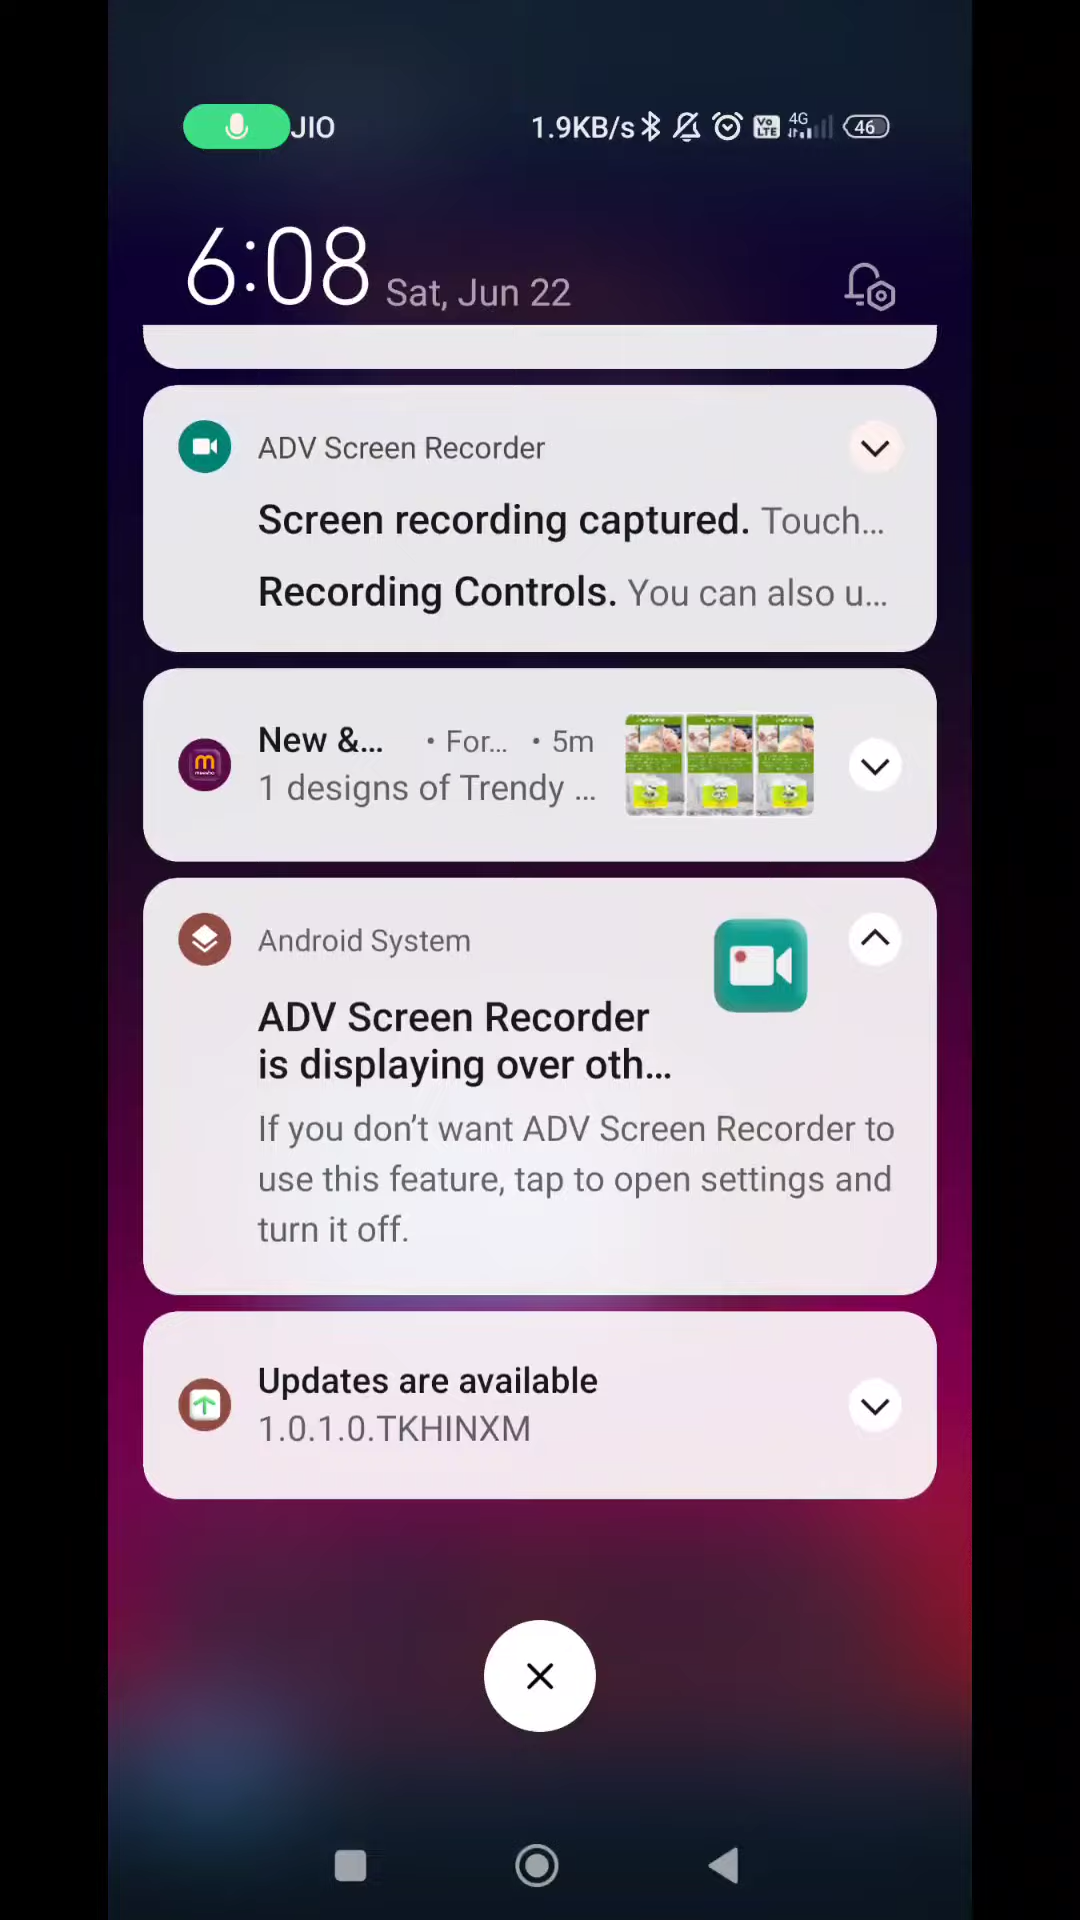 JIO 1.9KB/s 4G 46
6:08 Sat, Jun 22
ADV Screen Recorder
Screen recording captured. Touch...
Recording Controls. You can also u...
New &... • For... • 5m
1 designs of Trendy ...
Android System
ADV Screen Recorder
is displaying over oth...
If you don't want ADV Screen Recorder to
use this feature, tap to open settings and
turn it off.
Updates are available
1.0.1.0.TKHINXM